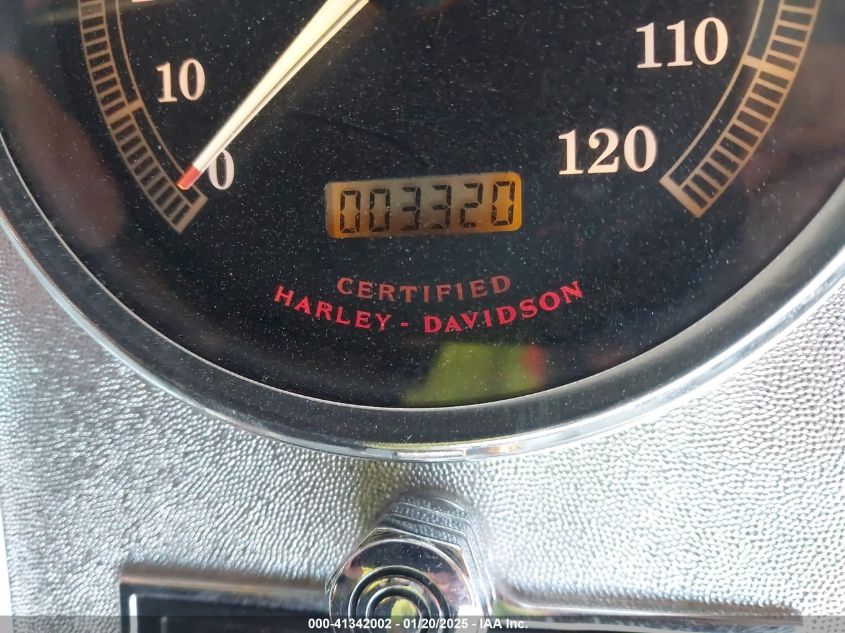 110
10
120
0
003320
CERTIFIED
HARLEY - DAVIDSON
000-41342002 - 01/20/2025 - IAA Inc.